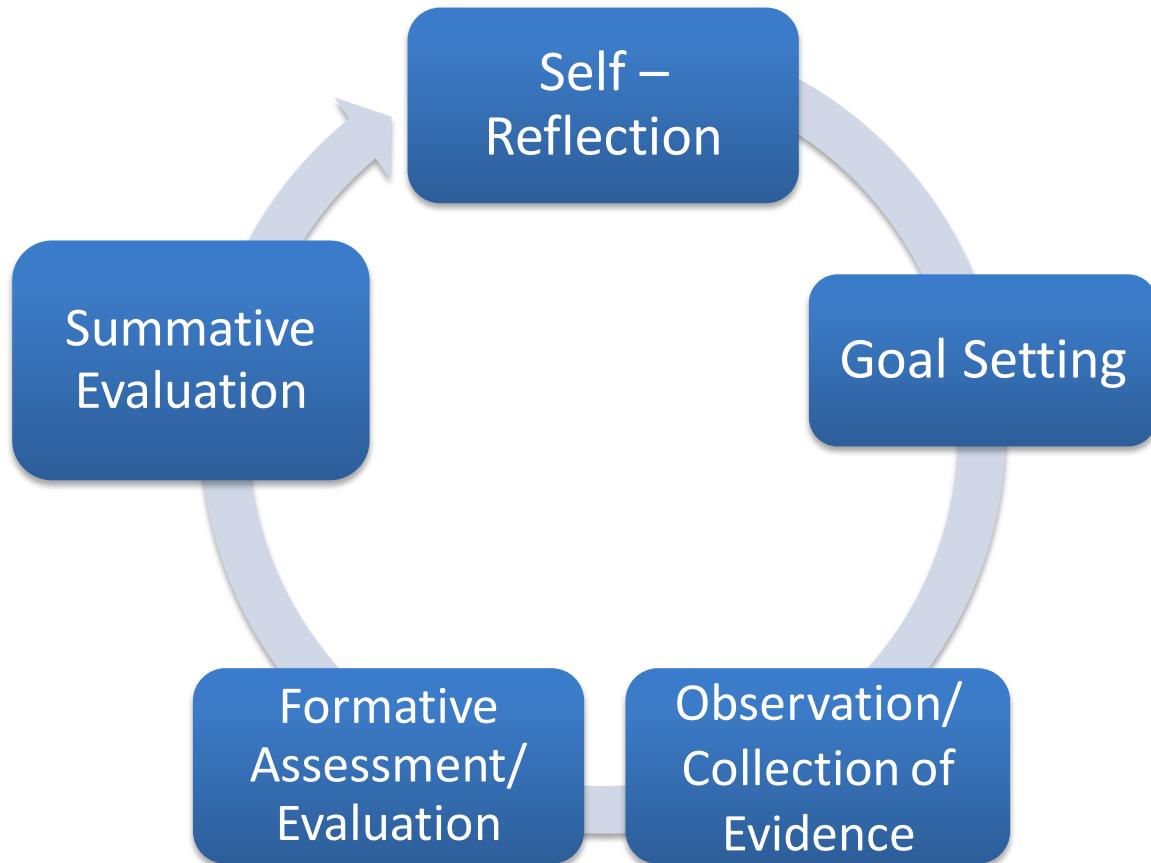 Self –
Reflection
Goal Setting
Observation/
Collection of
Evidence
Formative
Assessment/
Evaluation
Summative
Evaluation